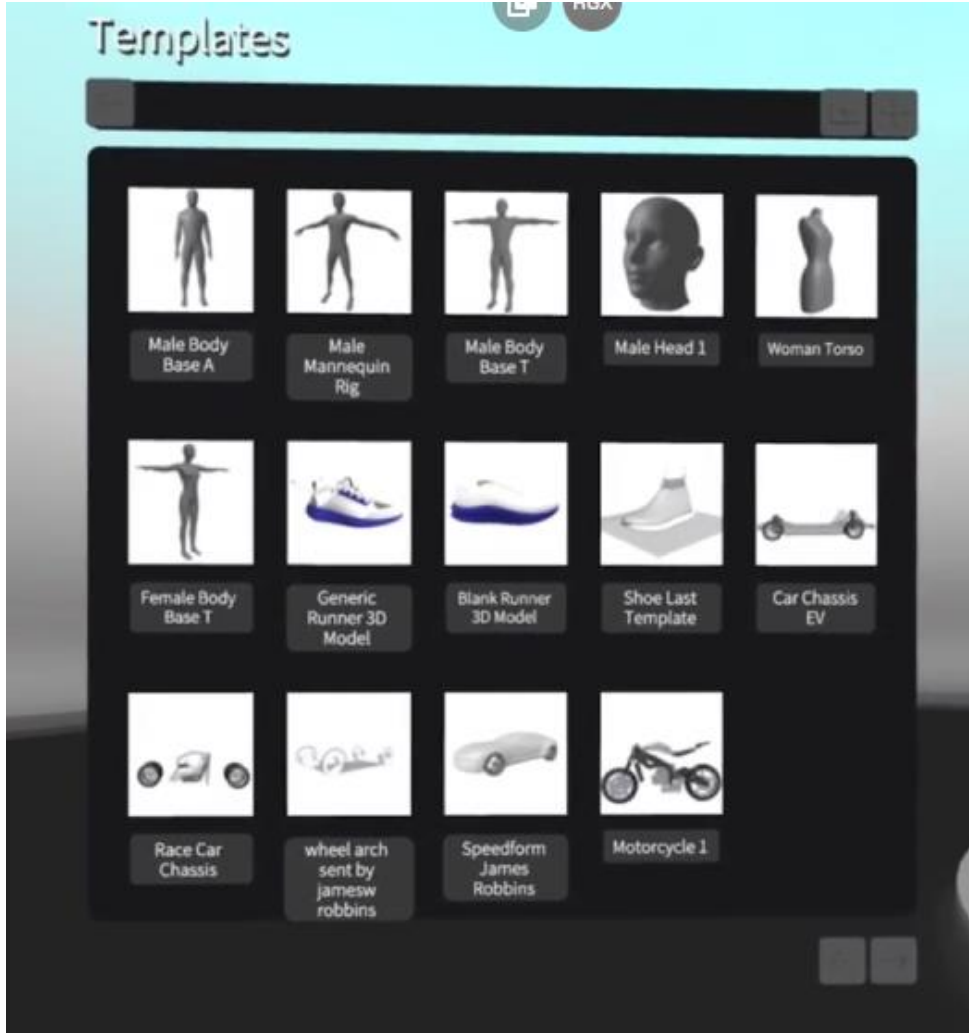 RGX
Templates
Male Body
Base A
Male
Mannequin
Rig
Male Body
Base T
Male Head 1
Woman Torso
Female Body
Base T
Generic
Runner 3D
Model
Blank Runner
3D Model
Shoe Last
Template
Car Chassis
EV
Race Car
Chassis
wheel arch
sent by
jamesw
robbins
Speedform
James
Robbins
Motorcycle 1